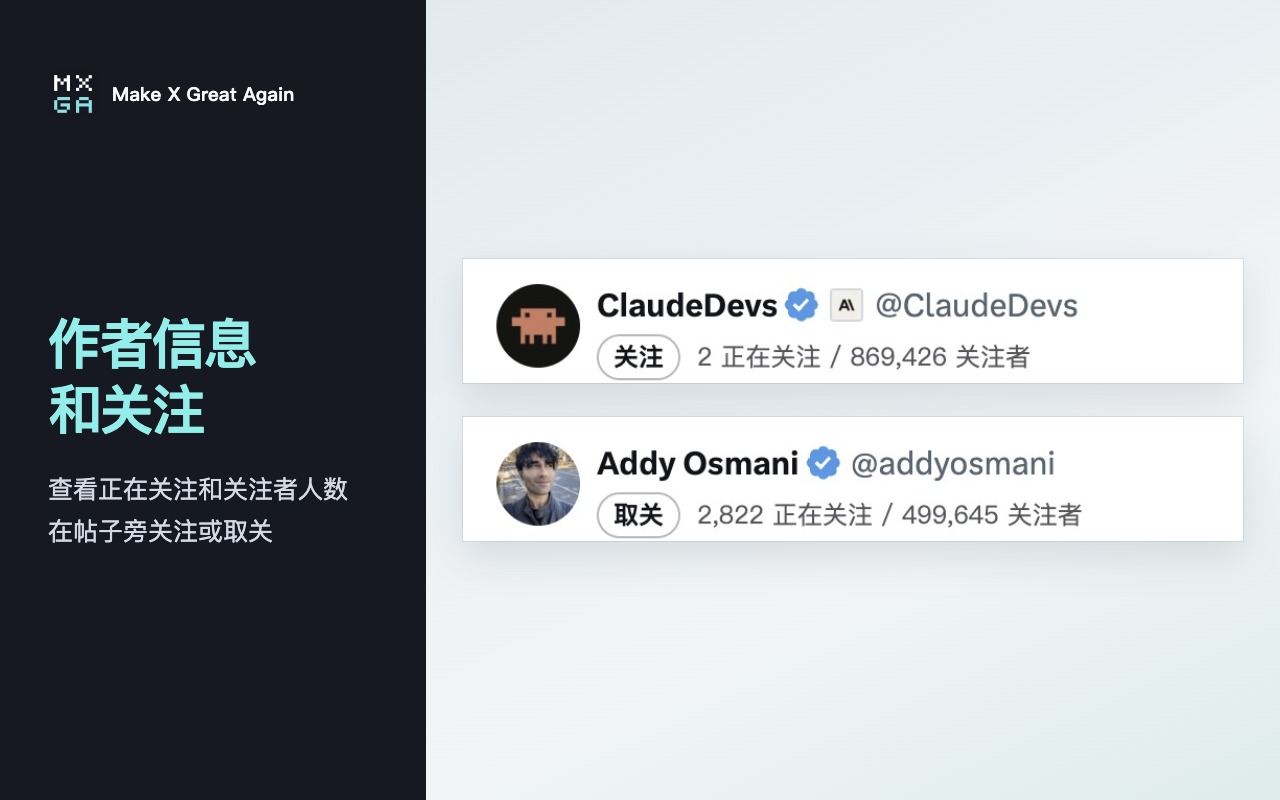 MX
GA
Make X Great Again
作者信息
和关注
查看正在关注和关注者人数
在帖子旁关注或取关
ClaudeDevs A\ @ClaudeDevs
关注 2 正在关注 / 869,426 关注者
Addy Osmani @addyosmani
取关 2,822 正在关注 / 499,645 关注者